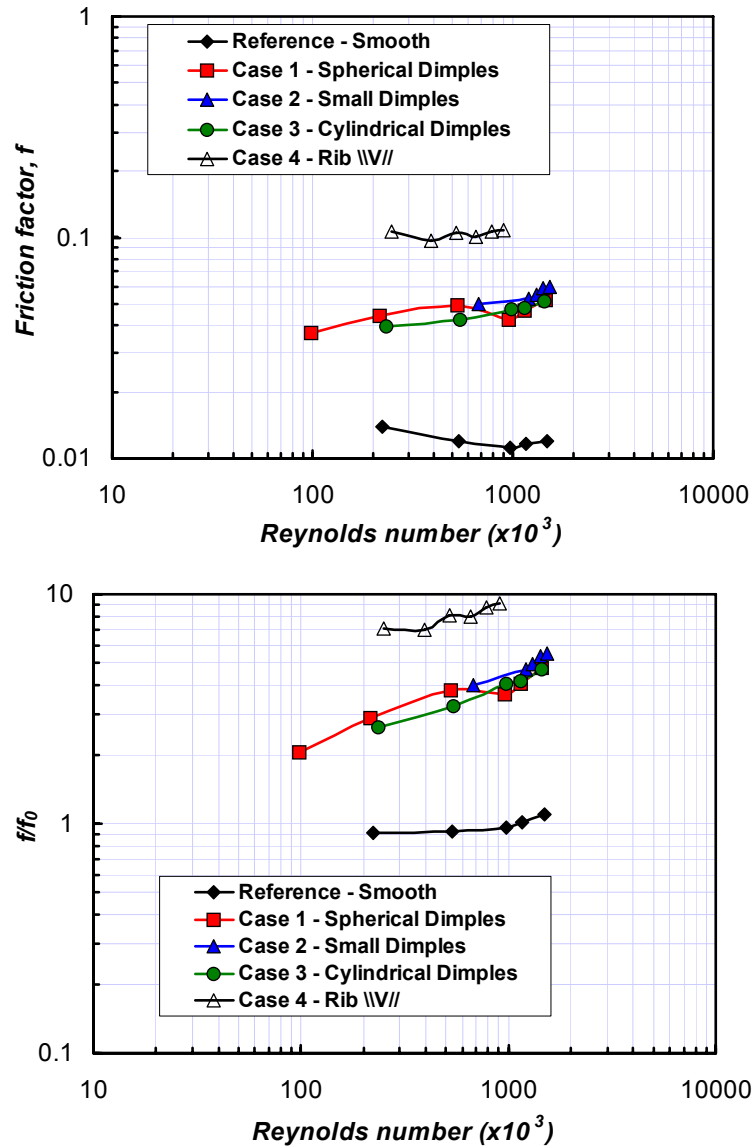 1
Reference - Smooth
Case 1 - Spherical Dimples
Case 2 - Small Dimples
Case 3 - Cylindrical Dimples
Case 4 - Rib \\V//
Friction factor, f
0.1
0.01
10 100 1000 10000
Reynolds number (x10³)
10
f/f₀
1
Reference - Smooth
Case 1 - Spherical Dimples
Case 2 - Small Dimples
Case 3 - Cylindrical Dimples
Case 4 - Rib \\V//
0.1
10 100 1000 10000
Reynolds number (x10³)